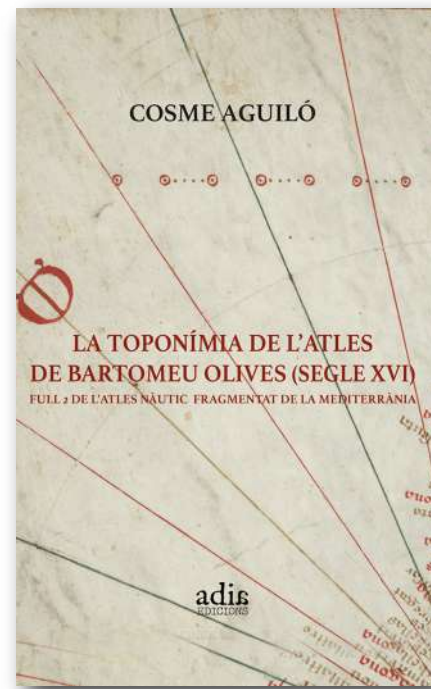 COSME AGUILÓ
LA TOPONÍMIA DE L'ATLES
DE BARTOMEU OLIVES (SEGLE XVI)
FULL 2 DE L'ATLES NÀUTIC FRAGMENTAT DE LA MEDITERRÀNIA
adia
EDICIONS